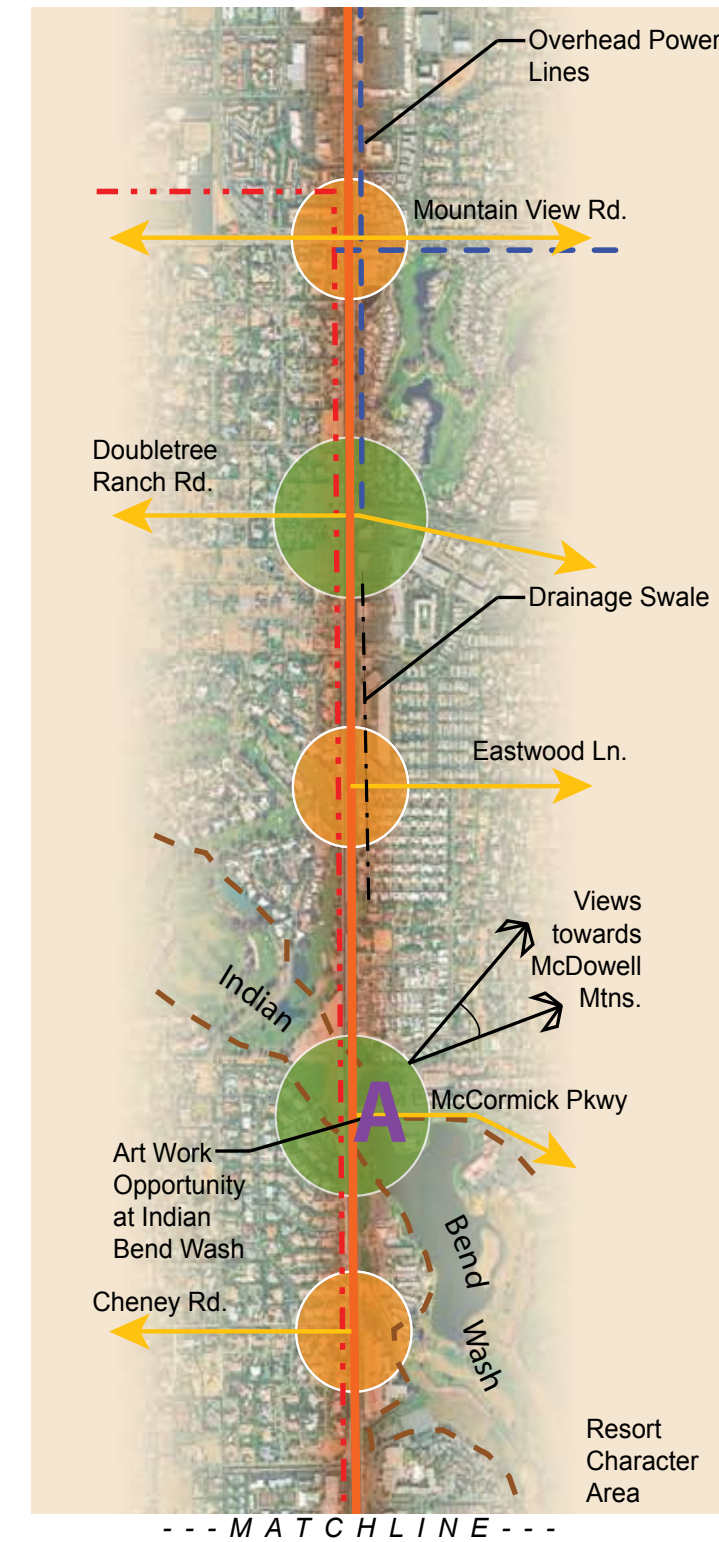 Overhead Power
Lines
Mountain View Rd.
Doubletree
Ranch Rd.
Drainage Swale
Eastwood Ln.
Views
towards
McDowell
Mtns.
Indian
A
McCormick Pkwy
Art Work
Opportunity
at Indian
Bend Wash
Bend
Wash
Cheney Rd.
Resort
Character
Area
- - - M A T C H L I N E - - -